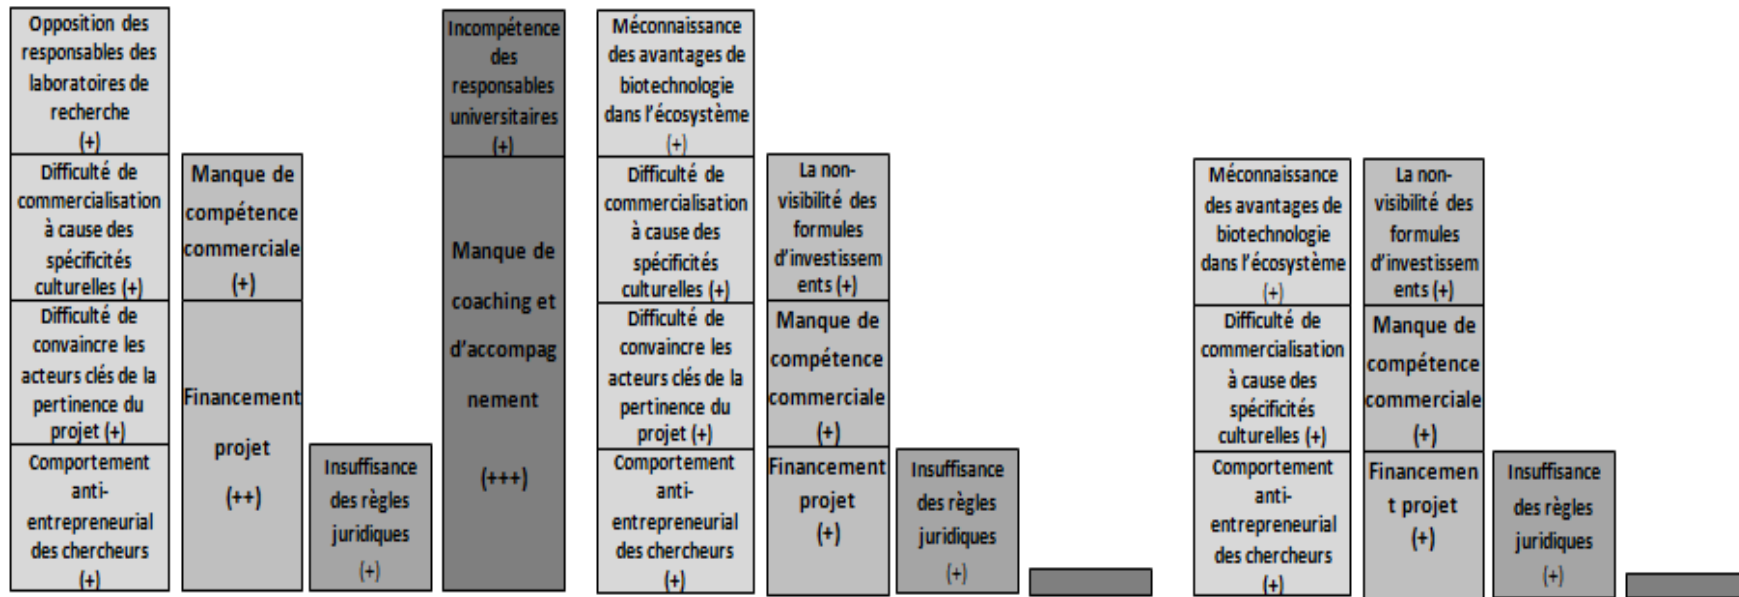 Opposition des
responsables des
laboratoires de
recherche
(+)
Difficulté de
commercialisation
à cause des
spécificités
culturelles (+)
Difficulté de
convaincre les
acteurs clés de la
pertinence du
projet (+)
Comportement
anti-
entrepreneurial
des chercheurs
(+)
Manque de
compétence
commerciale
(+)
Financement
projet
(++)
Insuffisance
des règles
juridiques
(+)
Incompétence
des
responsables
universitaires
(+)
Manque de
coaching et
d'accompag
nement
(+++)
Méconnaissance
des avantages de
biotechnologie
dans l'écosystème
(+)
Difficulté de
commercialisation
à cause des
spécificités
culturelles (+)
Difficulté de
convaincre les
acteurs clés de la
pertinence du
projet (+)
Comportement
anti-
entrepreneurial
des chercheurs
(+)
La non-
visibilité des
formules
d'investissem
ents (+)
Manque de
compétence
commerciale
(+)
Financement
projet
(+)
Insuffisance
des règles
juridiques
(+)
Méconnaissance
des avantages de
biotechnologie
dans l'écosystème
(+)
Difficulté de
commercialisation
à cause des
spécificités
culturelles (+)
Comportement
anti-
entrepreneurial
des chercheurs
(+)
La non-
visibilité des
formules
d'investissem
ents (+)
Manque de
compétence
commerciale
(+)
Financemen
t projet
(+)
Insuffisance
des règles
juridiques
(+)